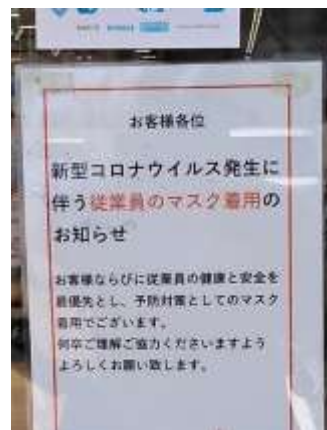 お客様各位
新型コロナウイルス発生に
伴う従業員のマスク着用の
お知らせ
お客様ならびに従業員の健康と安全を
最優先とし、予防対策としてのマスク
着用でございます。
何卒ご理解ご協力くださいますよう
よろしくお願い致します。